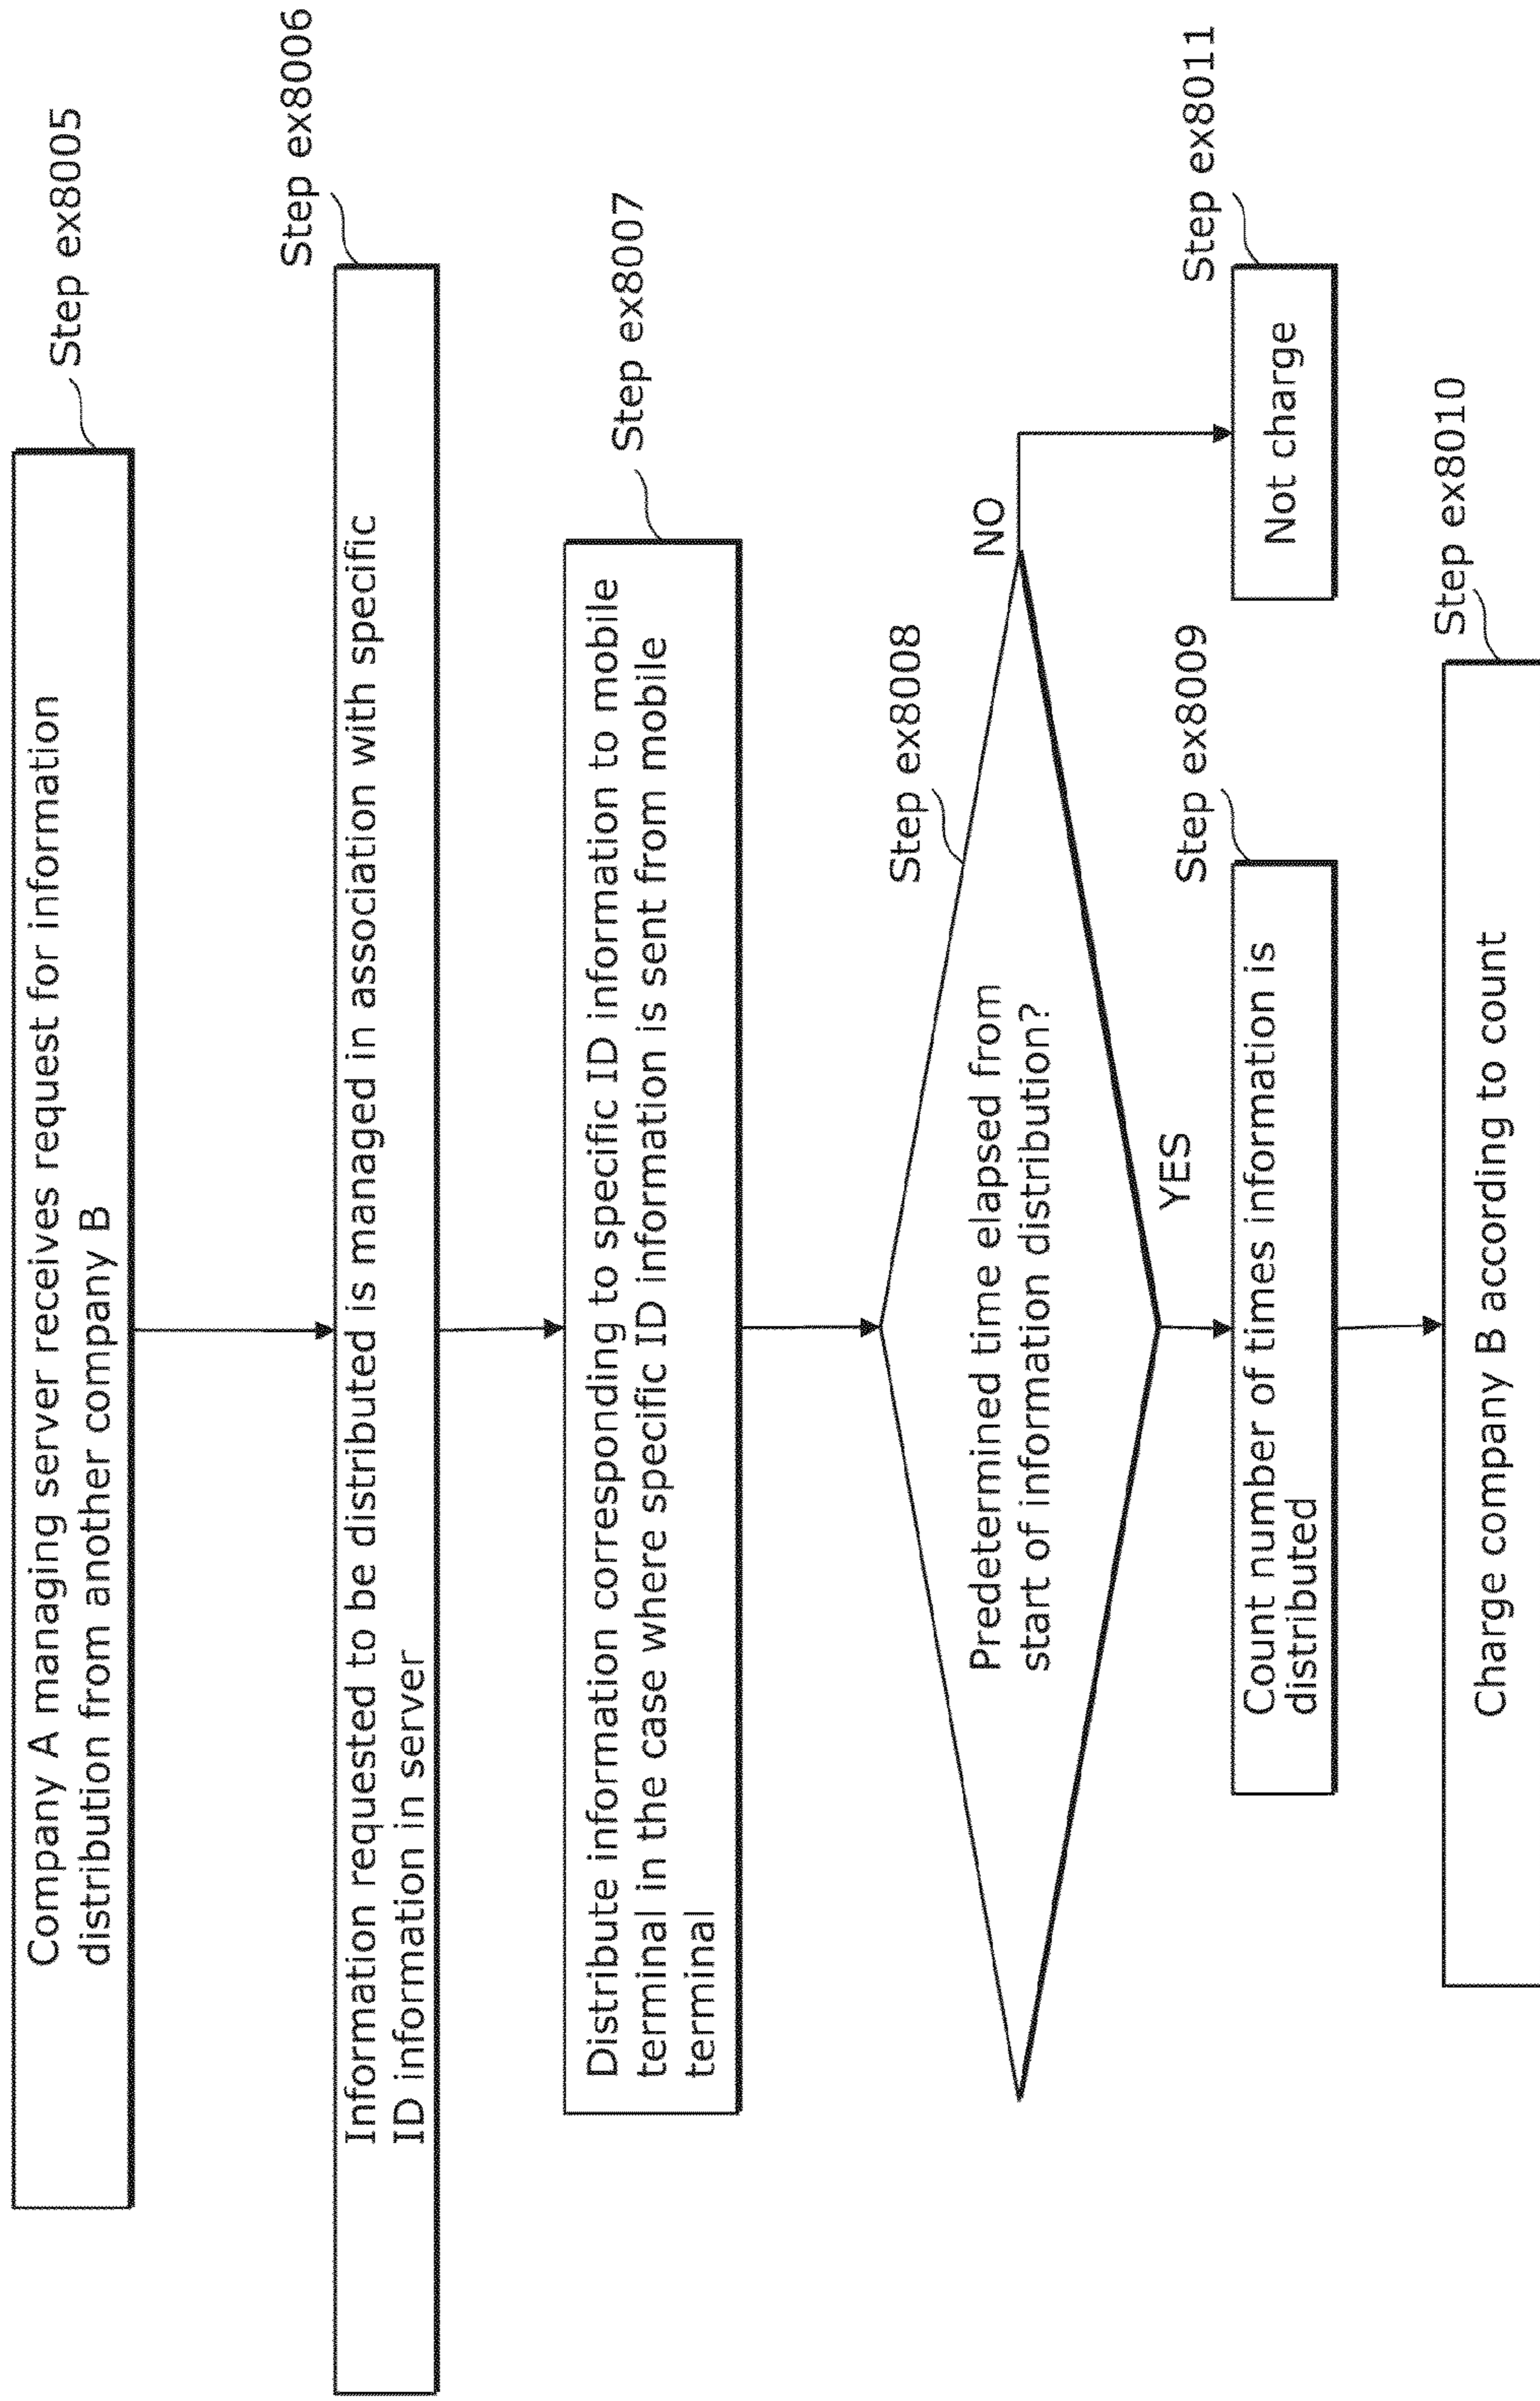 Step ex8005
Company A managing server receives request for information
distribution from another company B
Step ex8006
Information requested to be distributed is managed in association with specific
ID information in server
Step ex8007
Distribute information corresponding to specific ID information to mobile
terminal in the case where specific ID information is sent from mobile
terminal
Step ex8008
Predetermined time elapsed from
start of information distribution?
NO
YES
Step ex8009
Count number of times information is
distributed
Step ex8011
Not charge
Step ex8010
Charge company B according to count